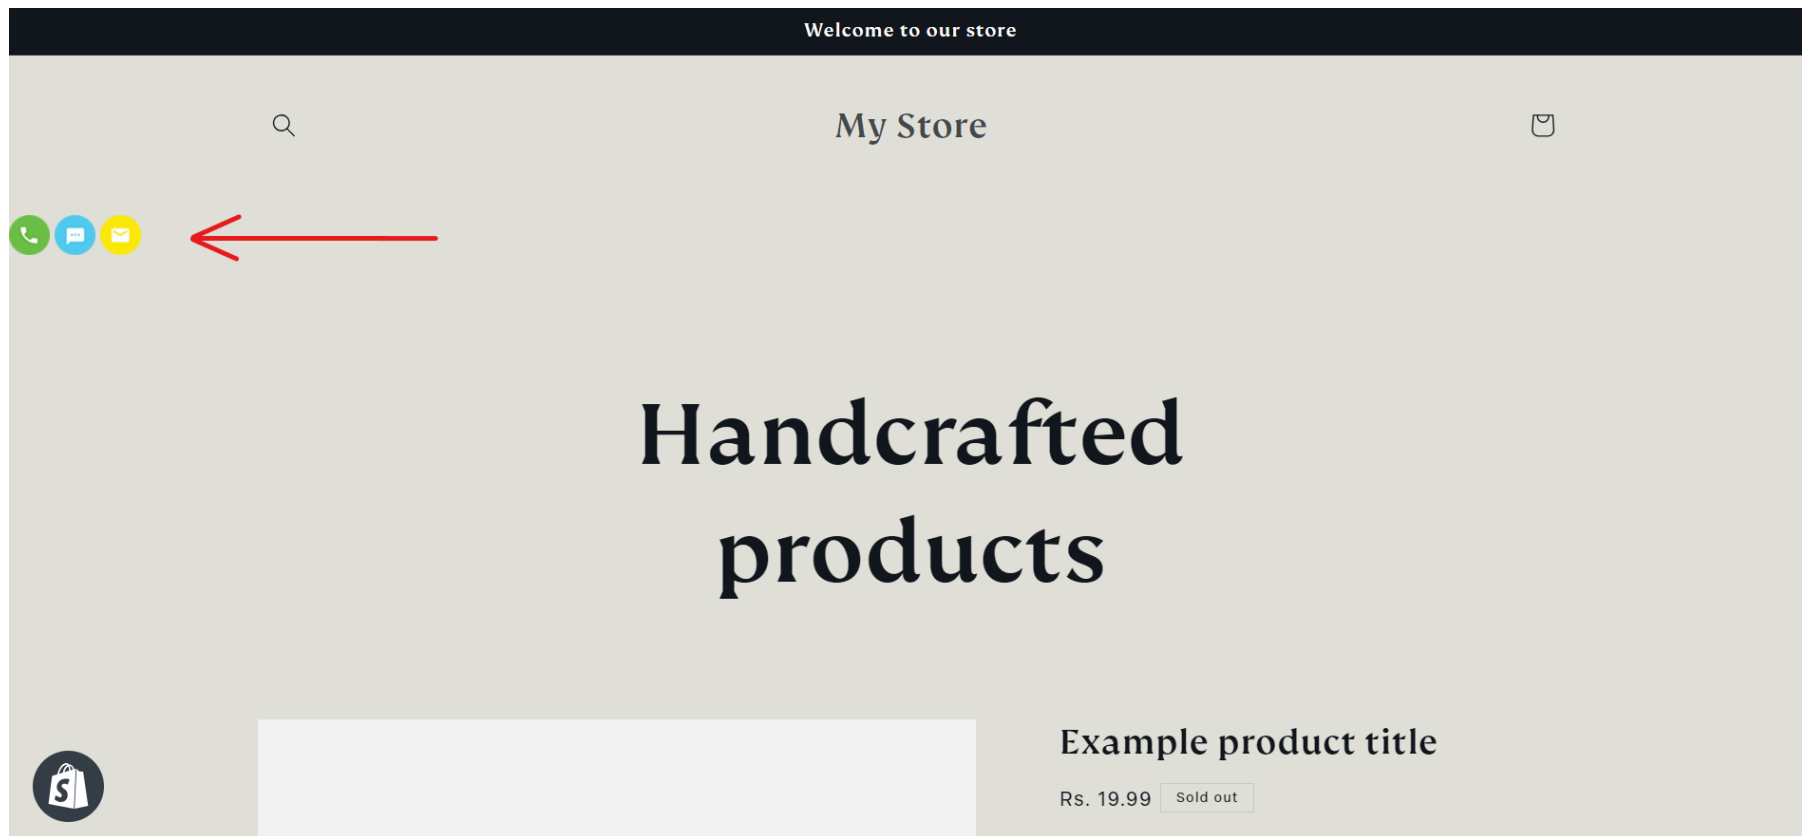 Welcome to our store
My Store
Handcrafted
products
Example product title
Rs. 19.99 Sold out